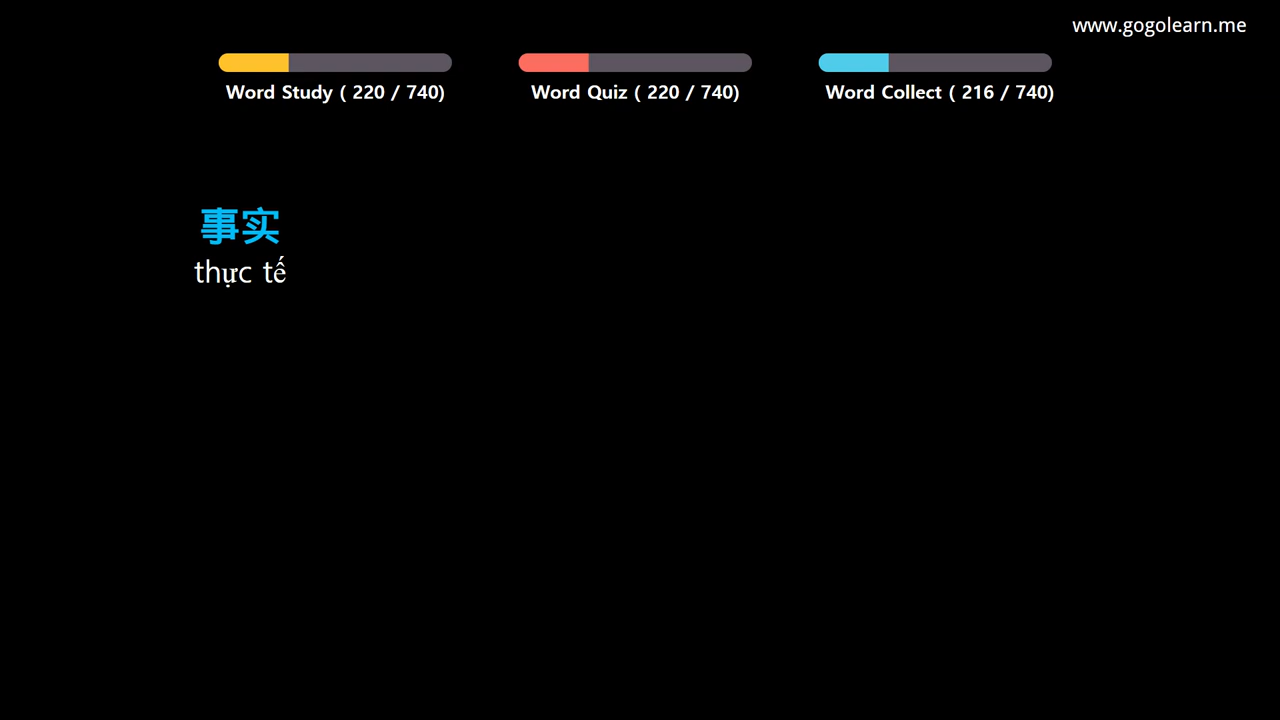 www.gogolearn.me
Word Study ( 220 / 740)
Word Quiz ( 220 / 740)
Word Collect ( 216 / 740)
事实
thực tế